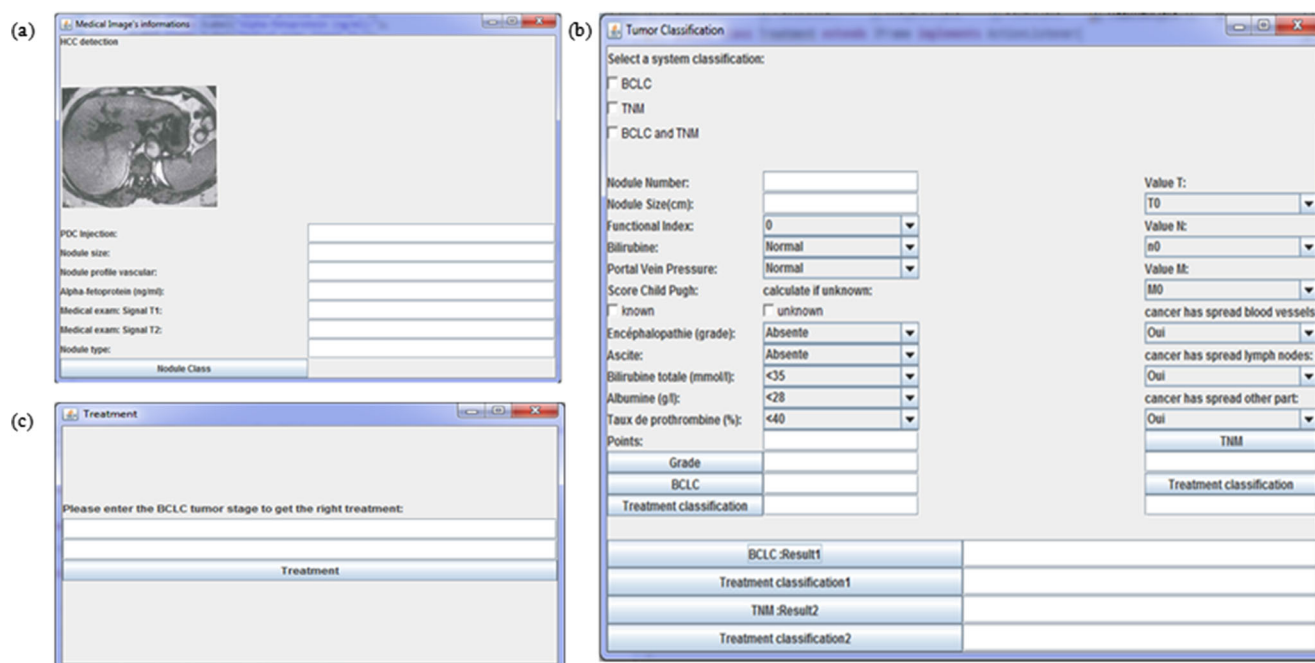 (a)
Medical Image's informations
HCC detection
PDC Injection:
Nodule size:
Nodule profile vascular:
Alpha-fetoprotein (ng/ml):
Medical exam: Signal T1:
Medical exam: Signal T2:
Nodule type:
Nodule Class
(b)
Tumor Classification
Select a system classification:
BCLC
TNM
BCLC and TNM
Nodule Number:
Value T:
Nodule Size(cm):
T0
Functional Index: 0
Value N:
Bilirubine: Normal
n0
Portal Vein Pressure: Normal
Value M:
Score Child Pugh: calculate if unknown:
M0
known unknown
cancer has spread blood vessels
Encéphalopathie (grade): Absente
Oui
Ascite: Absente
cancer has spread lymph nodes:
Bilirubine totale (mmol/l): <35
Oui
Albumine (g/l): <28
cancer has spread other part:
Taux de prothrombine (%): <40
Oui
Points:
TNM
Grade
BCLC
Treatment classification
Treatment classification
BCLC :Result1
Treatment classification1
TNM :Result2
Treatment classification2
(c)
Treatment
Please enter the BCLC tumor stage to get the right treatment:
Treatment